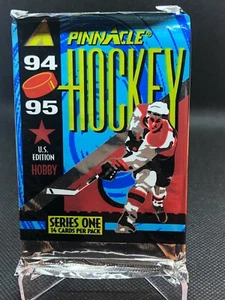 PINNACLE
94
95
HOCKEY
U.S.
EDITION
HOBBY
SERIES ONE
14 CARDS PER PACK